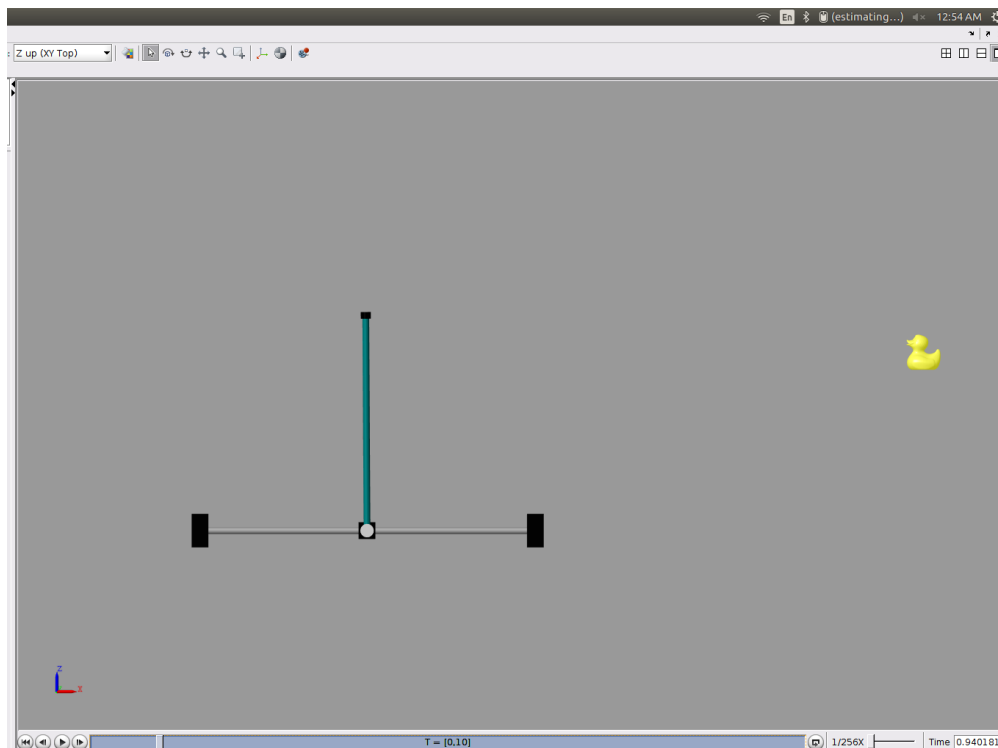 En (estimating...) 12:54 AM
Z up (XY Top)
Z
X
T = [0,10] 1/256X Time 0.940181